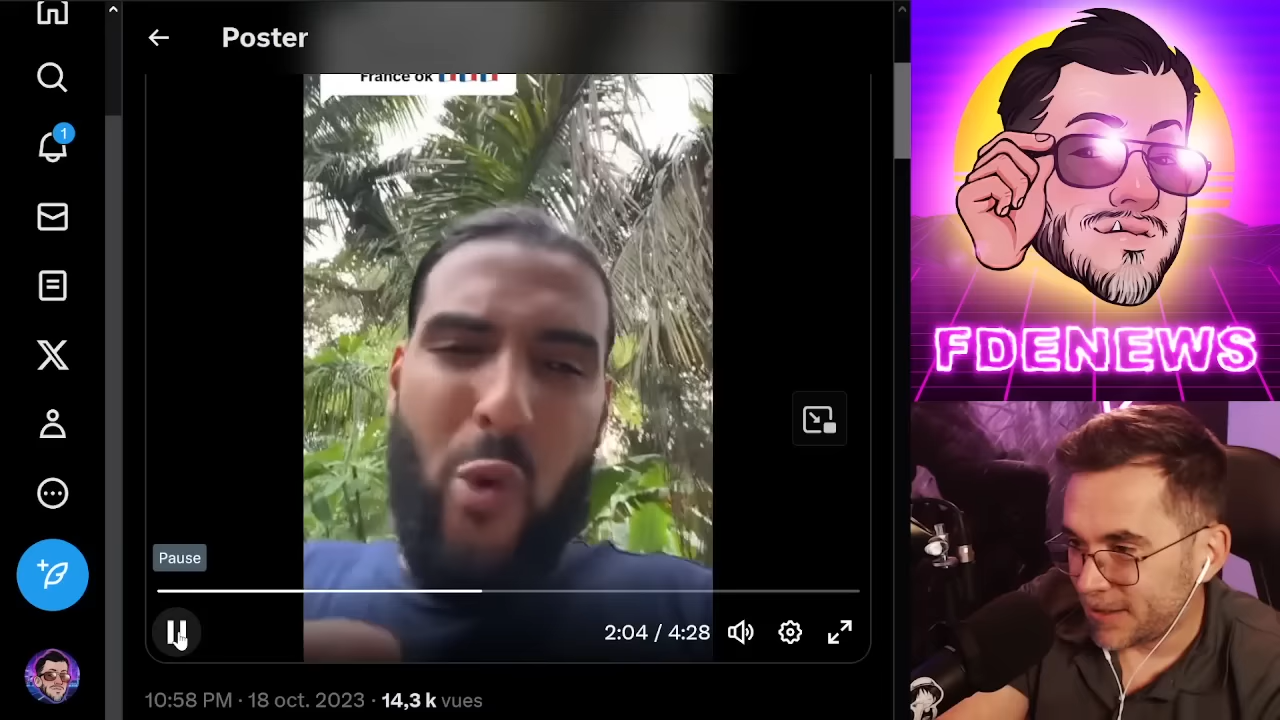 Poster
1
France ok 🇫🇷🇫🇷🇫🇷
Pause
2:04 / 4:28
10:58 PM · 18 oct. 2023 · 14,3 k vues
FDENEWS